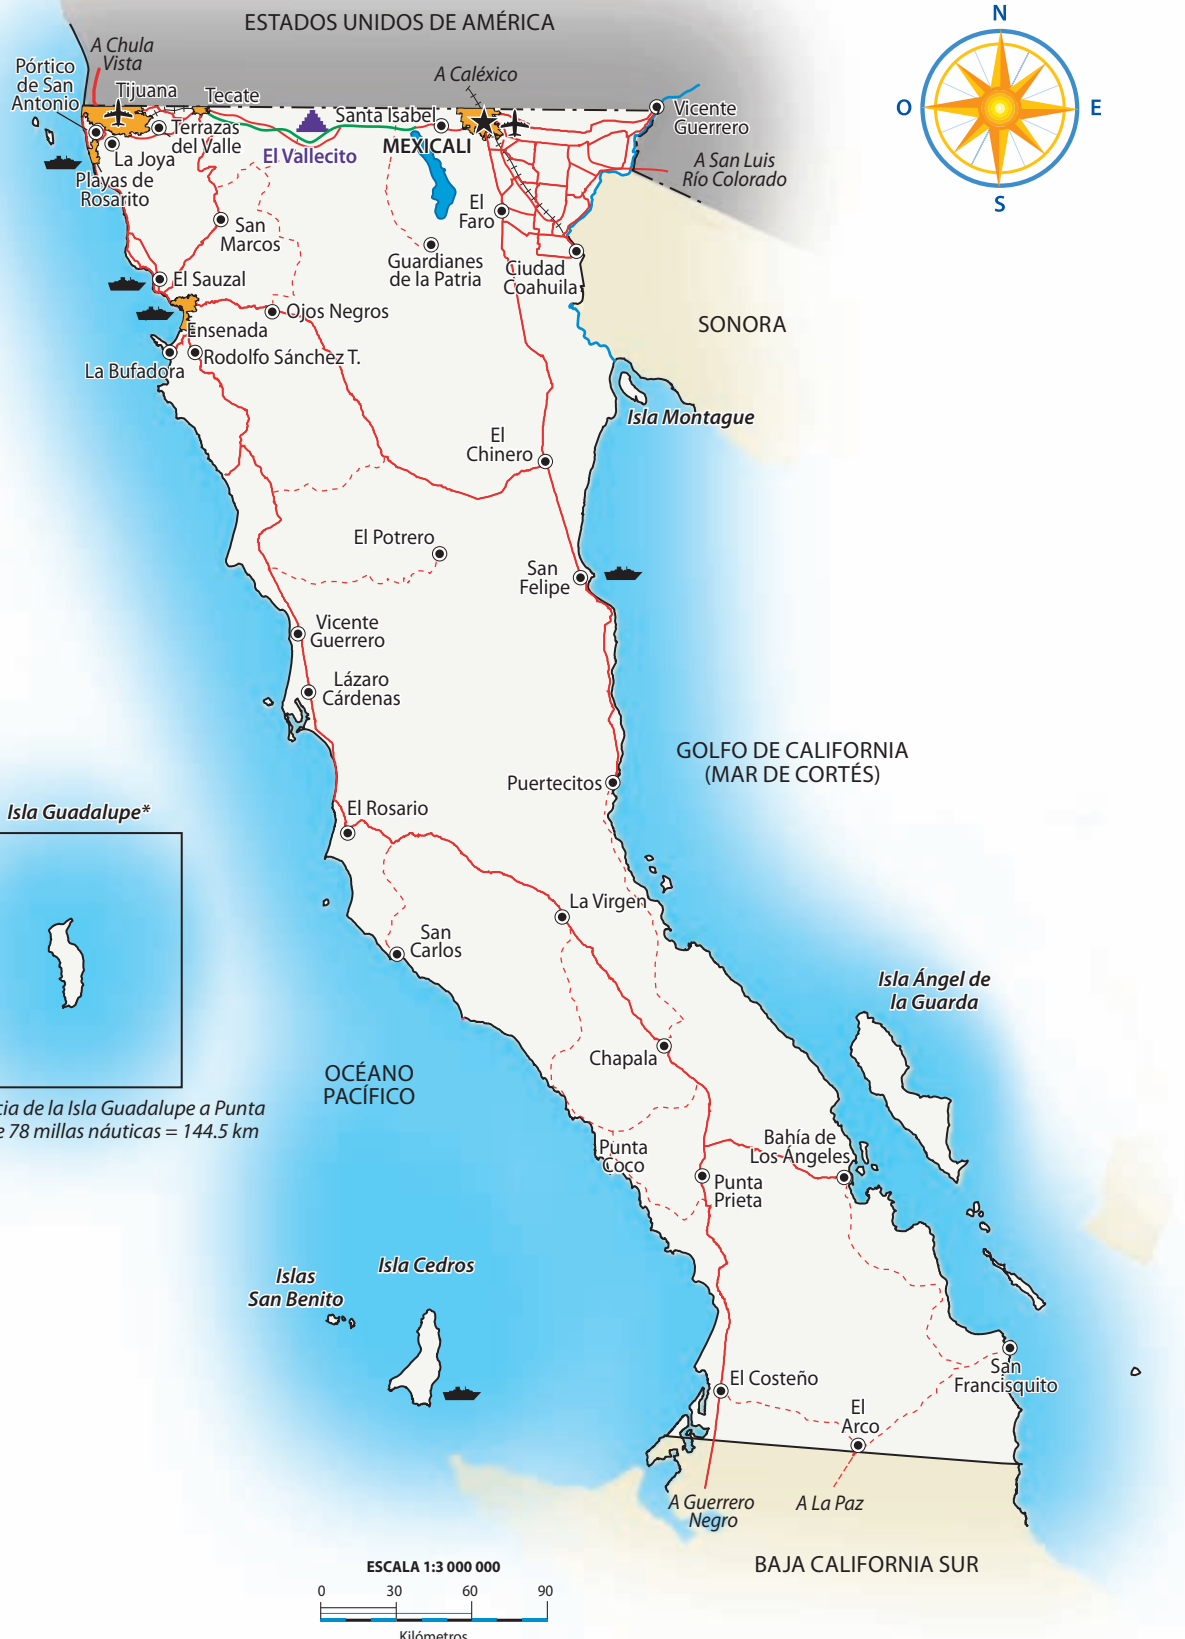 ESTADOS UNIDOS DE AMÉRICA
N
O
E
S
A Chula
Vista
A Caléxico
Pórtico
de San
Antonio
Tijuana
Tecate
Santa Isabel
Vicente
Guerrero
Terrazas
del Valle
La Joya
El Vallecito
MEXICALI
A San Luis
Río Colorado
Playas de
Rosarito
San
Marcos
El
Faro
Guardianes
de la Patria
Ciudad
Coahuila
El Sauzal
Ojos Negros
Ensenada
SONORA
Rodolfo Sánchez T.
La Bufadora
Isla Montague
El
Chinero
El Potrero
San
Felipe
Vicente
Guerrero
Lázaro
Cárdenas
GOLFO DE CALIFORNIA
(MAR DE CORTÉS)
Puertecitos
Isla Guadalupe*
El Rosario
La Virgen
San
Carlos
Isla Ángel de
la Guarda
Chapala
OCÉANO
PACÍFICO
cia de la Isla Guadalupe a Punta
e 78 millas náuticas = 144.5 km
Punta
Coco
Bahía de
Los Ángeles
Punta
Prieta
Isla Cedros
Islas
San Benito
San
Francisquito
El Costeño
El
Arco
A Guerrero
Negro
A La Paz
BAJA CALIFORNIA SUR
ESCALA 1:3 000 000
0 30 60 90
Kilómetros